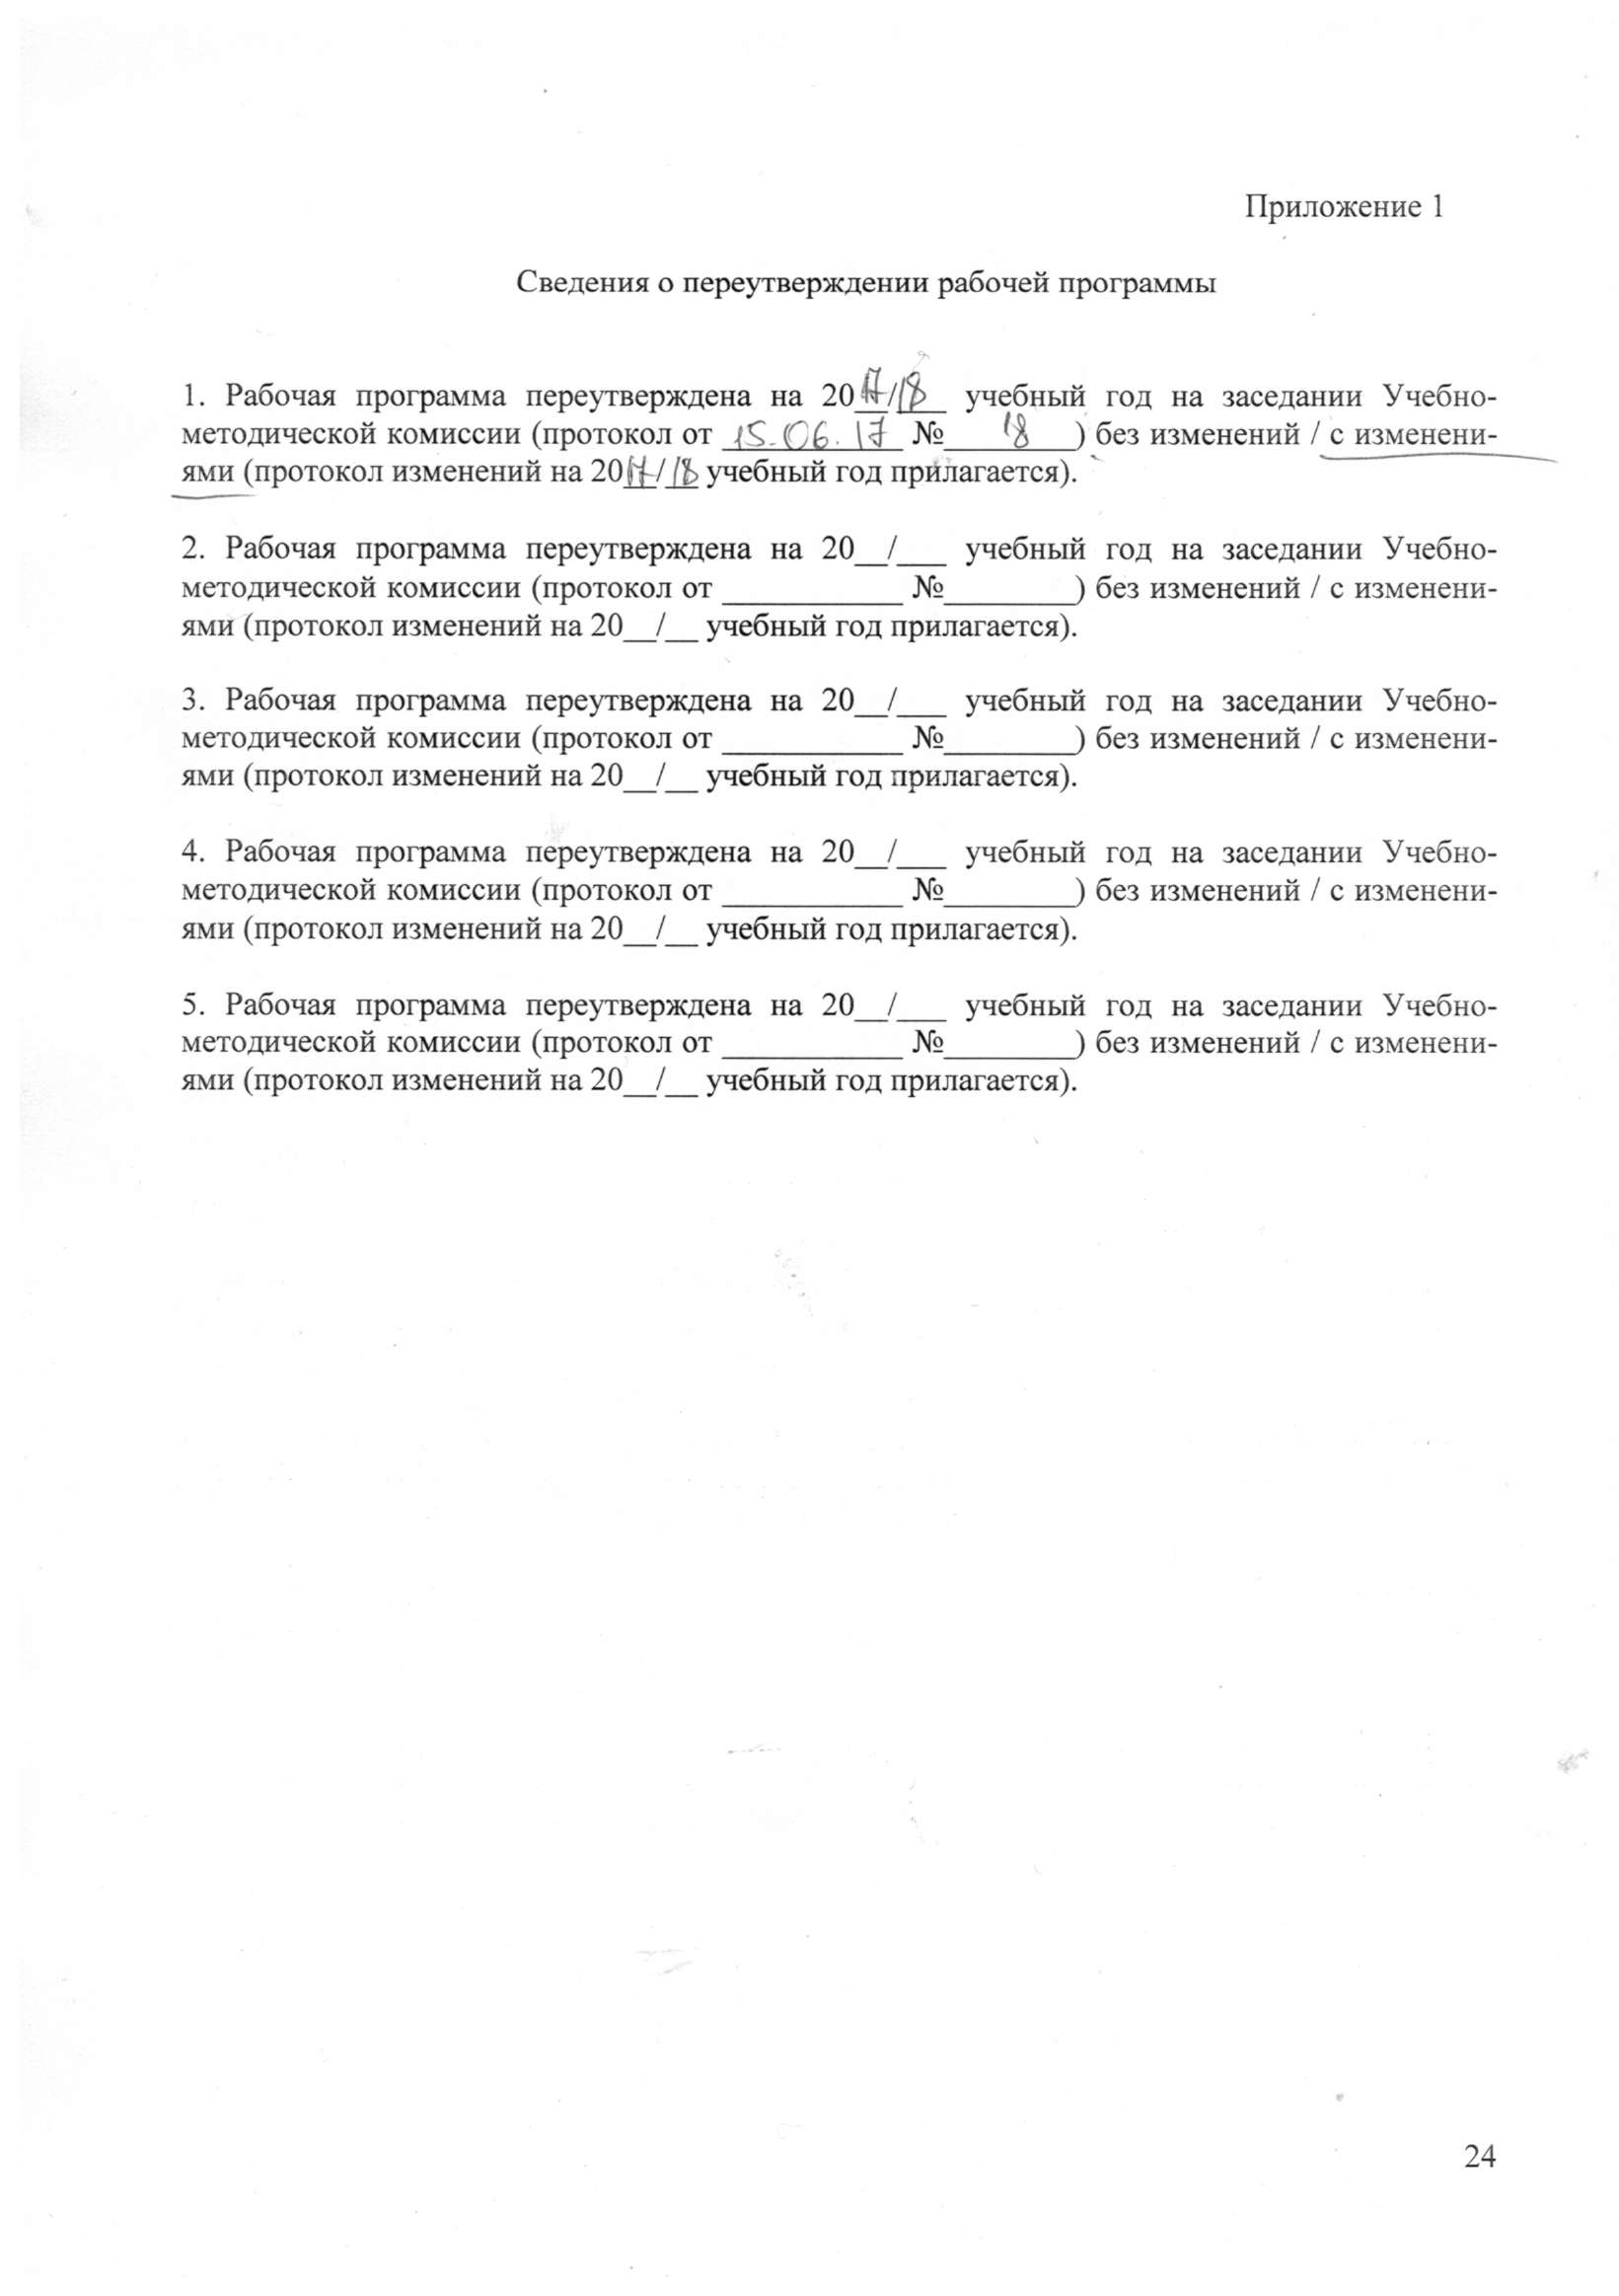 Приложение 1
Сведения о переутверждении рабочей программы
1. Рабочая программа переутверждена на 2017/18 учебный год на заседании Учебно-
методической комиссии (протокол от 15.06.17 № 18 ) без изменений / с изменени-
ями (протокол изменений на 2017/18 учебный год прилагается).
2. Рабочая программа переутверждена на 20__/___ учебный год на заседании Учебно-
методической комиссии (протокол от ___________ №________) без изменений / с изменени-
ями (протокол изменений на 20__/__ учебный год прилагается).
3. Рабочая программа переутверждена на 20__/___ учебный год на заседании Учебно-
методической комиссии (протокол от ___________ №________) без изменений / с изменени-
ями (протокол изменений на 20__/__ учебный год прилагается).
4. Рабочая программа переутверждена на 20__/___ учебный год на заседании Учебно-
методической комиссии (протокол от ___________ №________) без изменений / с изменени-
ями (протокол изменений на 20__/__ учебный год прилагается).
5. Рабочая программа переутверждена на 20__/___ учебный год на заседании Учебно-
методической комиссии (протокол от ___________ №________) без изменений / с изменени-
ями (протокол изменений на 20__/__ учебный год прилагается).
24